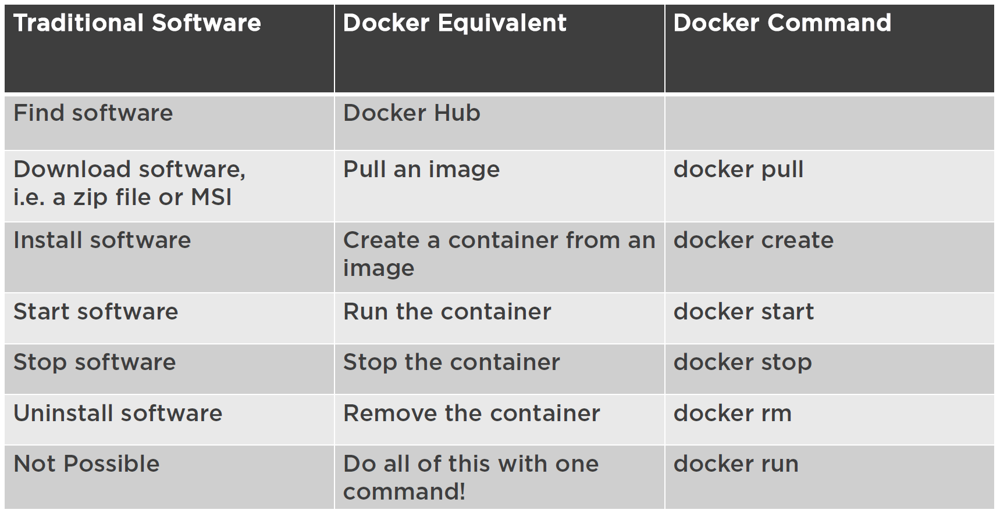 Traditional Software
Docker Equivalent
Docker Command
Find software
Docker Hub
Download software,
i.e. a zip file or MSI
Pull an image
docker pull
Install software
Create a container from an
image
docker create
Start software
Run the container
docker start
Stop software
Stop the container
docker stop
Uninstall software
Remove the container
docker rm
Not Possible
Do all of this with one
command!
docker run